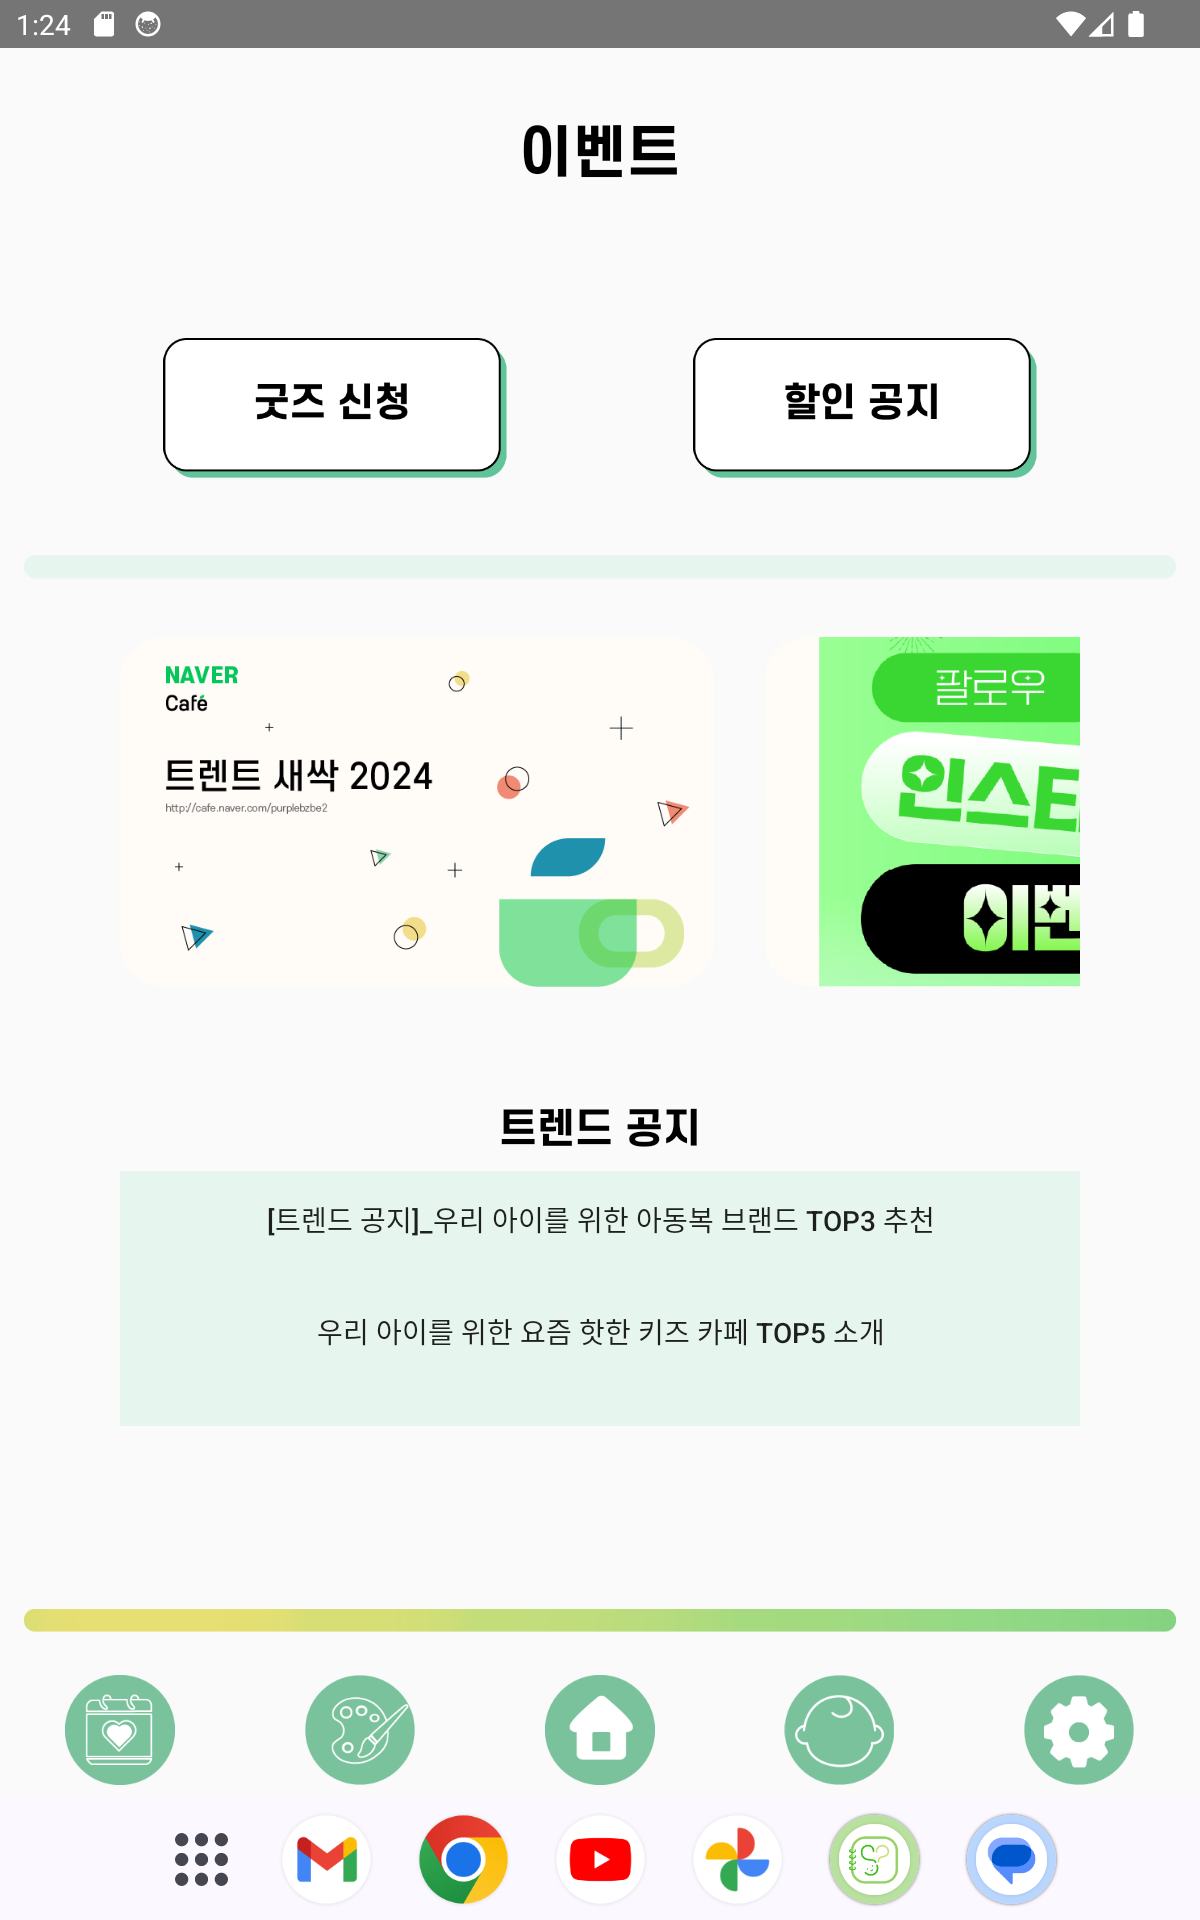 1:24
이벤트
굿즈 신청
할인 공지
NAVER
Café
트렌트 새싹 2024
http://cafe.naver.com/purplebzbe2
팔로우
인스타
이벤
트렌드 공지
[트렌드 공지]_우리 아이를 위한 아동복 브랜드 TOP3 추천
우리 아이를 위한 요즘 핫한 키즈 카페 TOP5 소개